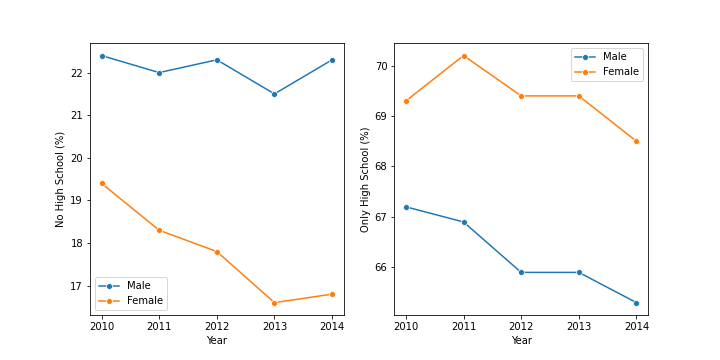 No High School (%)
22
21
20
19
18
17
Male
Female
2010 2011 2012 2013 2014
Year
Only High School (%)
70
69
68
67
66
Male
Female
2010 2011 2012 2013 2014
Year